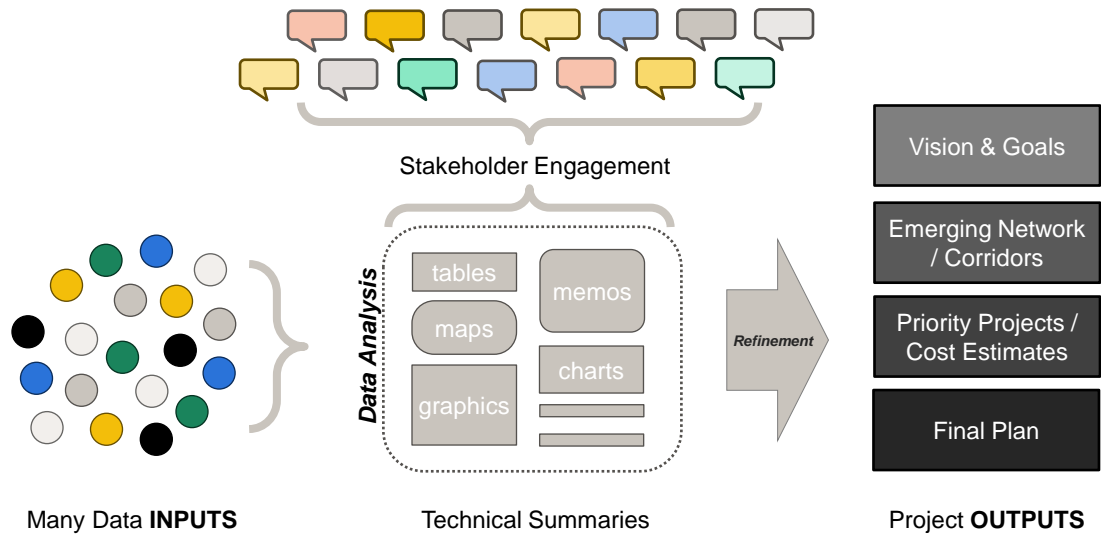 Stakeholder Engagement
Data Analysis
tables
maps
graphics
memos
charts
Refinement
Vision & Goals
Emerging Network
/ Corridors
Priority Projects /
Cost Estimates
Final Plan
Many Data INPUTS
Technical Summaries
Project OUTPUTS